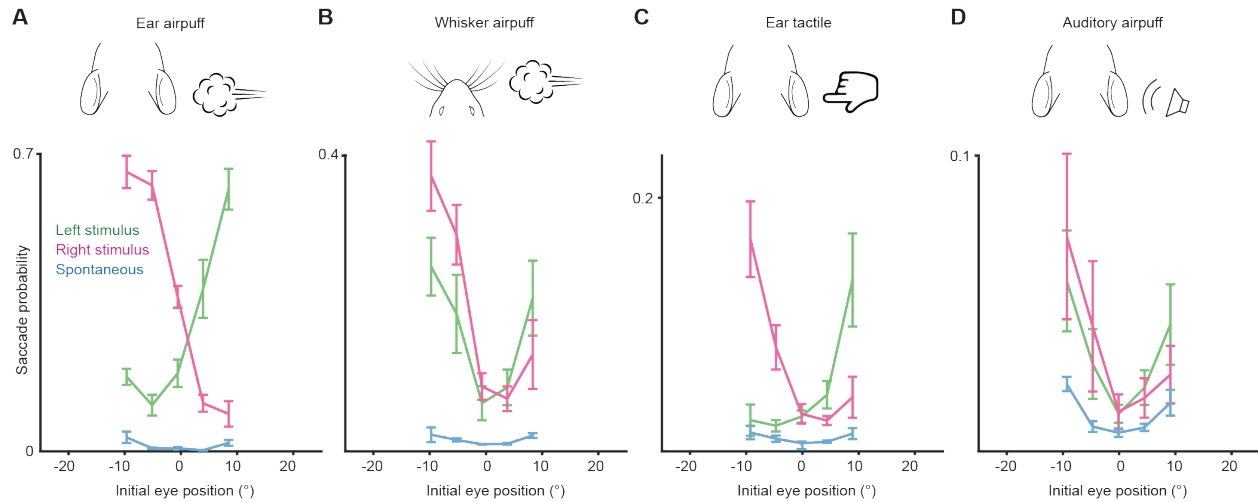 A
Ear airpuff
B
Whisker airpuff
C
Ear tactile
D
Auditory airpuff
0.7
0.4
0.2
0.1
Left stimulus
Right stimulus
Spontaneous
Saccade probability
0
-20 -10 0 10 20
-20 -10 0 10 20
-20 -10 0 10 20
-20 -10 0 10 20
Initial eye position (°)
Initial eye position (°)
Initial eye position (°)
Initial eye position (°)